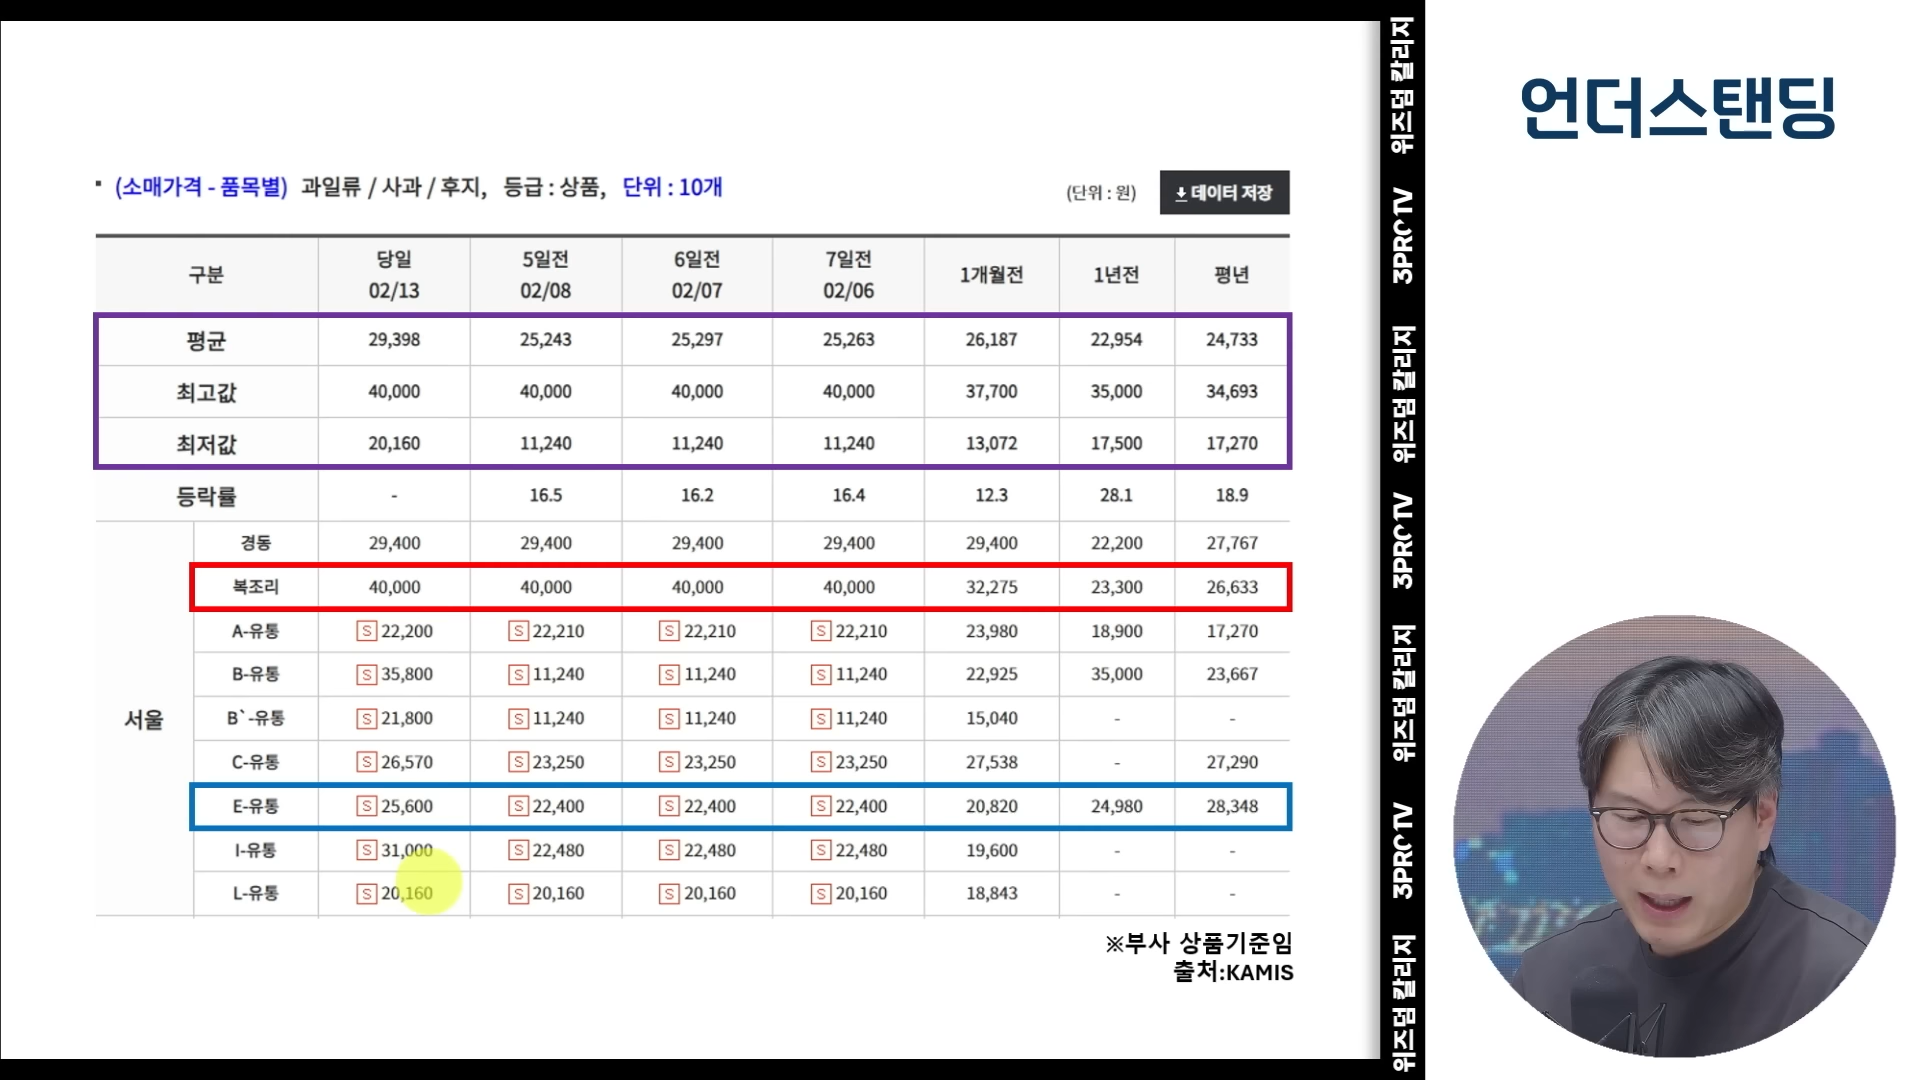 ▪ (소매가격 - 품목별) 과일류 / 사과 / 후지, 등급 : 상품, 단위 : 10개
(단위 : 원) 데이터 저장
구분 당일 02/13 5일전 02/08 6일전 02/07 7일전 02/06 1개월전 1년전 평년
평균 29,398 25,243 25,297 25,263 26,187 22,954 24,733
최고값 40,000 40,000 40,000 40,000 37,700 35,000 34,693
최저값 20,160 11,240 11,240 11,240 13,072 17,500 17,270
등락률 - 16.5 16.2 16.4 12.3 28.1 18.9
서울
경동 29,400 29,400 29,400 29,400 29,400 22,200 27,767
복조리 40,000 40,000 40,000 40,000 32,275 23,300 26,633
A-유통 S 22,200 S 22,210 S 22,210 S 22,210 23,980 18,900 17,270
B-유통 S 35,800 S 11,240 S 11,240 S 11,240 22,925 35,000 23,667
B`-유통 S 21,800 S 11,240 S 11,240 S 11,240 15,040 - -
C-유통 S 26,570 S 23,250 S 23,250 S 23,250 27,538 - 27,290
E-유통 S 25,600 S 22,400 S 22,400 S 22,400 20,820 24,980 28,348
I-유통 S 31,000 S 22,480 S 22,480 S 22,480 19,600 - -
L-유통 S 20,160 S 20,160 S 20,160 S 20,160 18,843 - -
※부사 상품기준임
출처:KAMIS
위즈덤 칼리지 3PROTV 위즈덤 칼리지 3PROTV 위즈덤 칼리지 3PROTV 위즈덤 칼리지
언더스탠딩